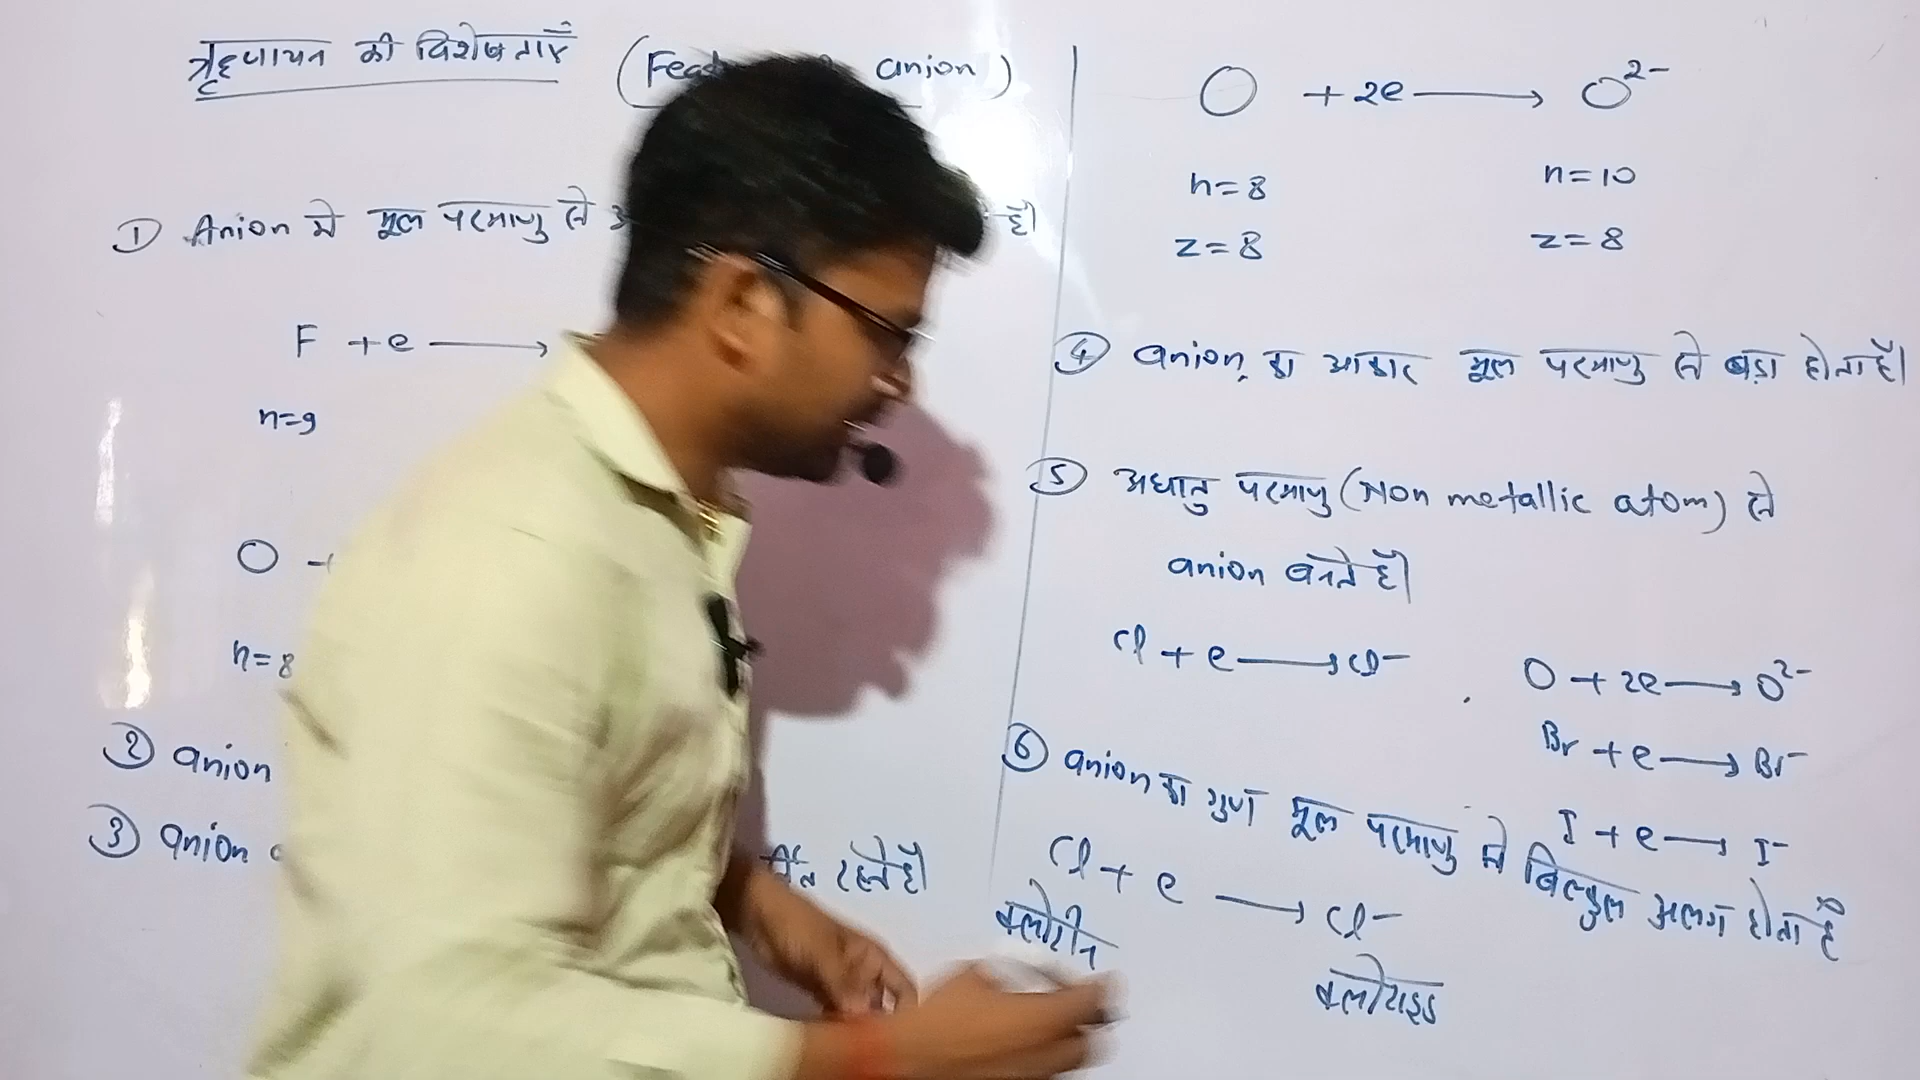 ऋृणायन की विशेषताएँ ( anion )
① Anion मे मूल परमाणु से है।
F + e ⟶
n=9
O +
n=8
② anion
③ anion रहते है।
O + 2e ⟶ O²⁻
n=8 n=10
z=8 z=8
④ anion का आकार मूल परमाणु से बड़ा होता है।
⑤ अधातु परमाणु (Non metallic atom) से
anion बनते है।
Cl + e ⟶ Cl⁻
O + 2e ⟶ O²⁻
Br + e ⟶ Br⁻
I + e ⟶ I⁻
⑥ anion का गुण मूल परमाणु से बिल्कुल अलग होता है
Cl + e ⟶ Cl⁻
क्लोरीन क्लोराइड